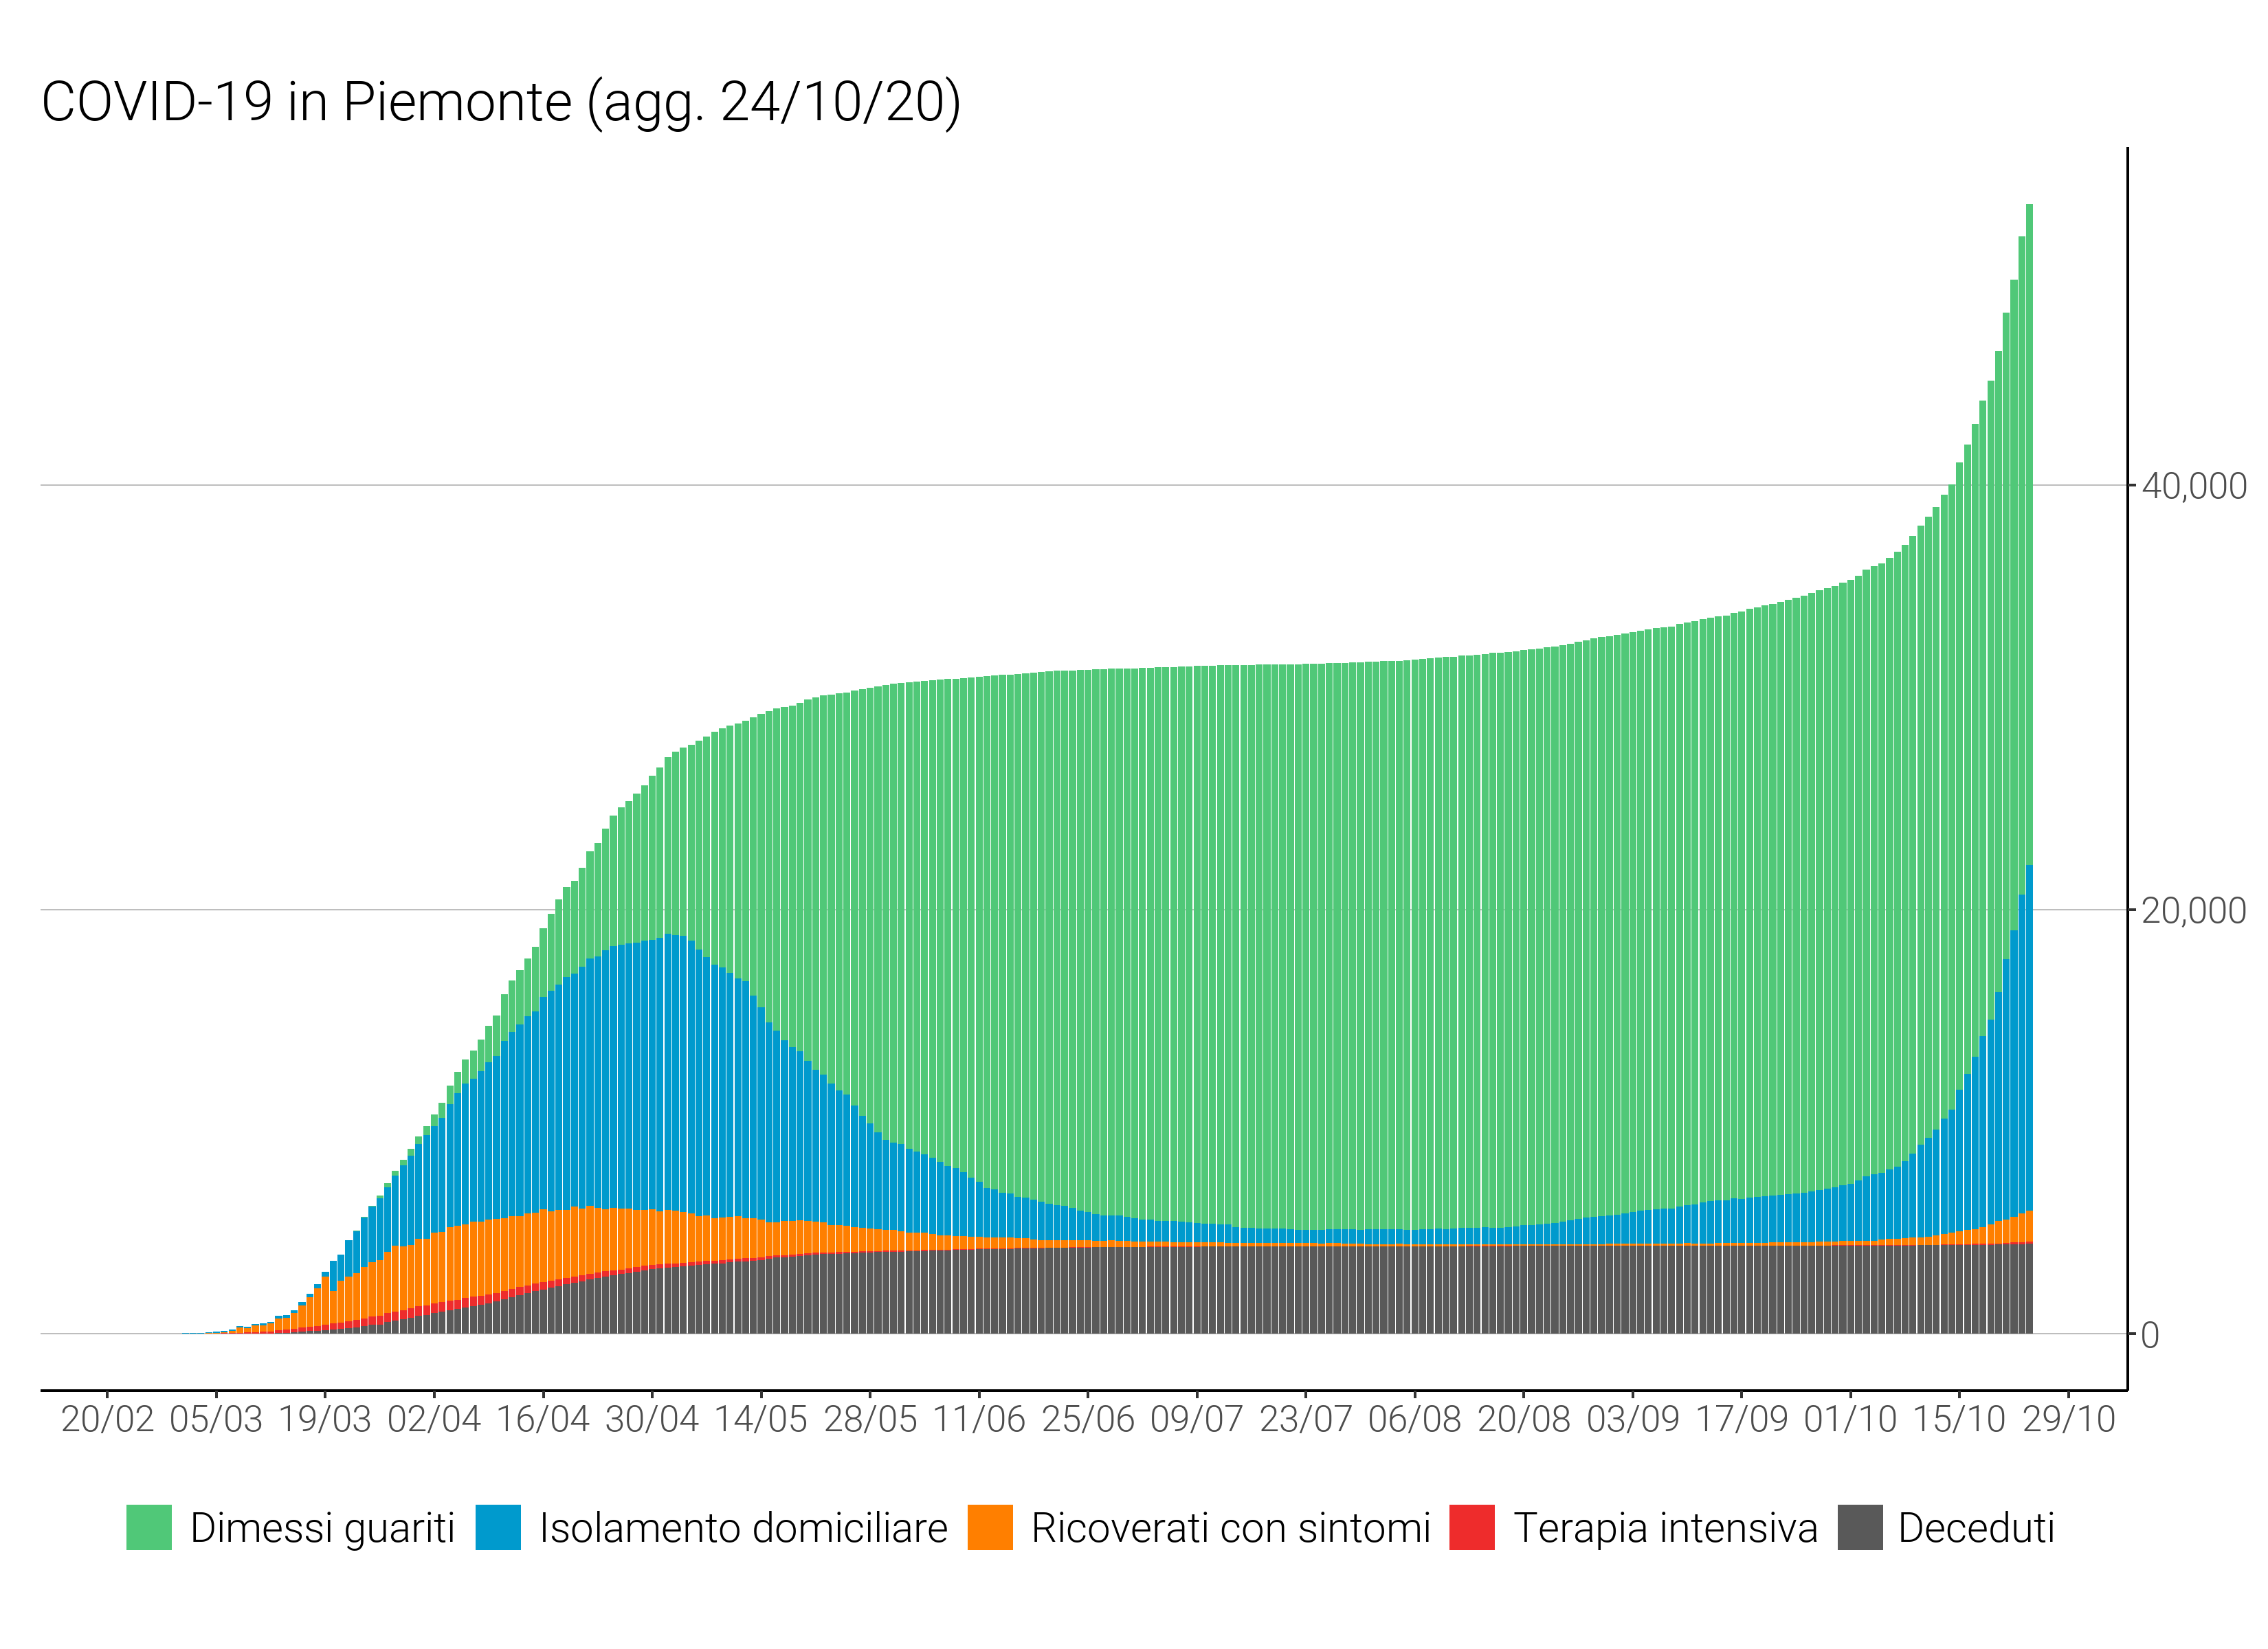 COVID-19 in Piemonte (agg. 24/10/20)
40,000
20,000
0
20/02 05/03 19/03 02/04 16/04 30/04 14/05 28/05 11/06 25/06 09/07 23/07 06/08 20/08 03/09 17/09 01/10 15/10 29/10
Dimessi guariti Isolamento domiciliare Ricoverati con sintomi Terapia intensiva Deceduti